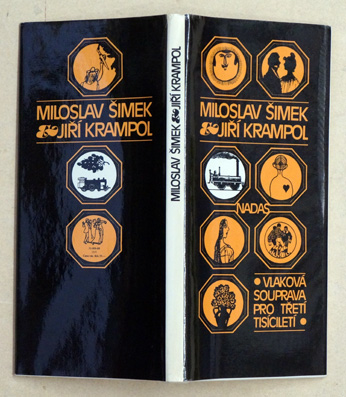 MILOSLAV ŠIMEK
& JIŘÍ KRAMPOL
MILOSLAV ŠIMEK & JIŘÍ KRAMPOL
MILOSLAV ŠIMEK
& JIŘÍ KRAMPOL
NADAS
• VLAKOVÁ
SOUPRAVA
PRO TŘETÍ
TISÍCILETÍ •